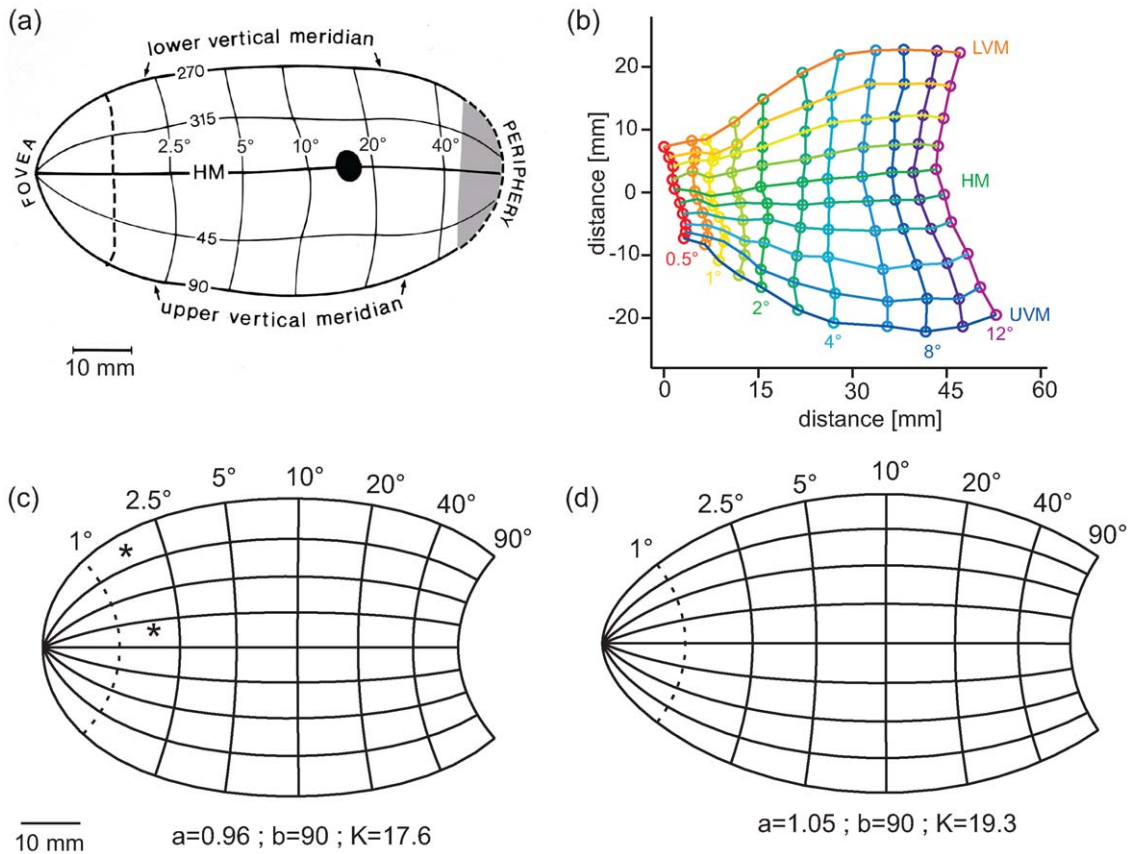 (a)
lower vertical meridian
270
315
2.5° 5° 10° 20° 40°
FOVEA
HM
PERIPHERY
45
90
upper vertical meridian
10 mm
(b)
20
10
0
-10
-20
distance [mm]
LVM
HM
UVM
0.5°
1°
2°
4°
8°
12°
0 15 30 45 60
distance [mm]
(c)
1° 2.5° 5° 10° 20° 40° 90°
*
*
10 mm
a=0.96 ; b=90 ; K=17.6
(d)
1° 2.5° 5° 10° 20° 40° 90°
a=1.05 ; b=90 ; K=19.3